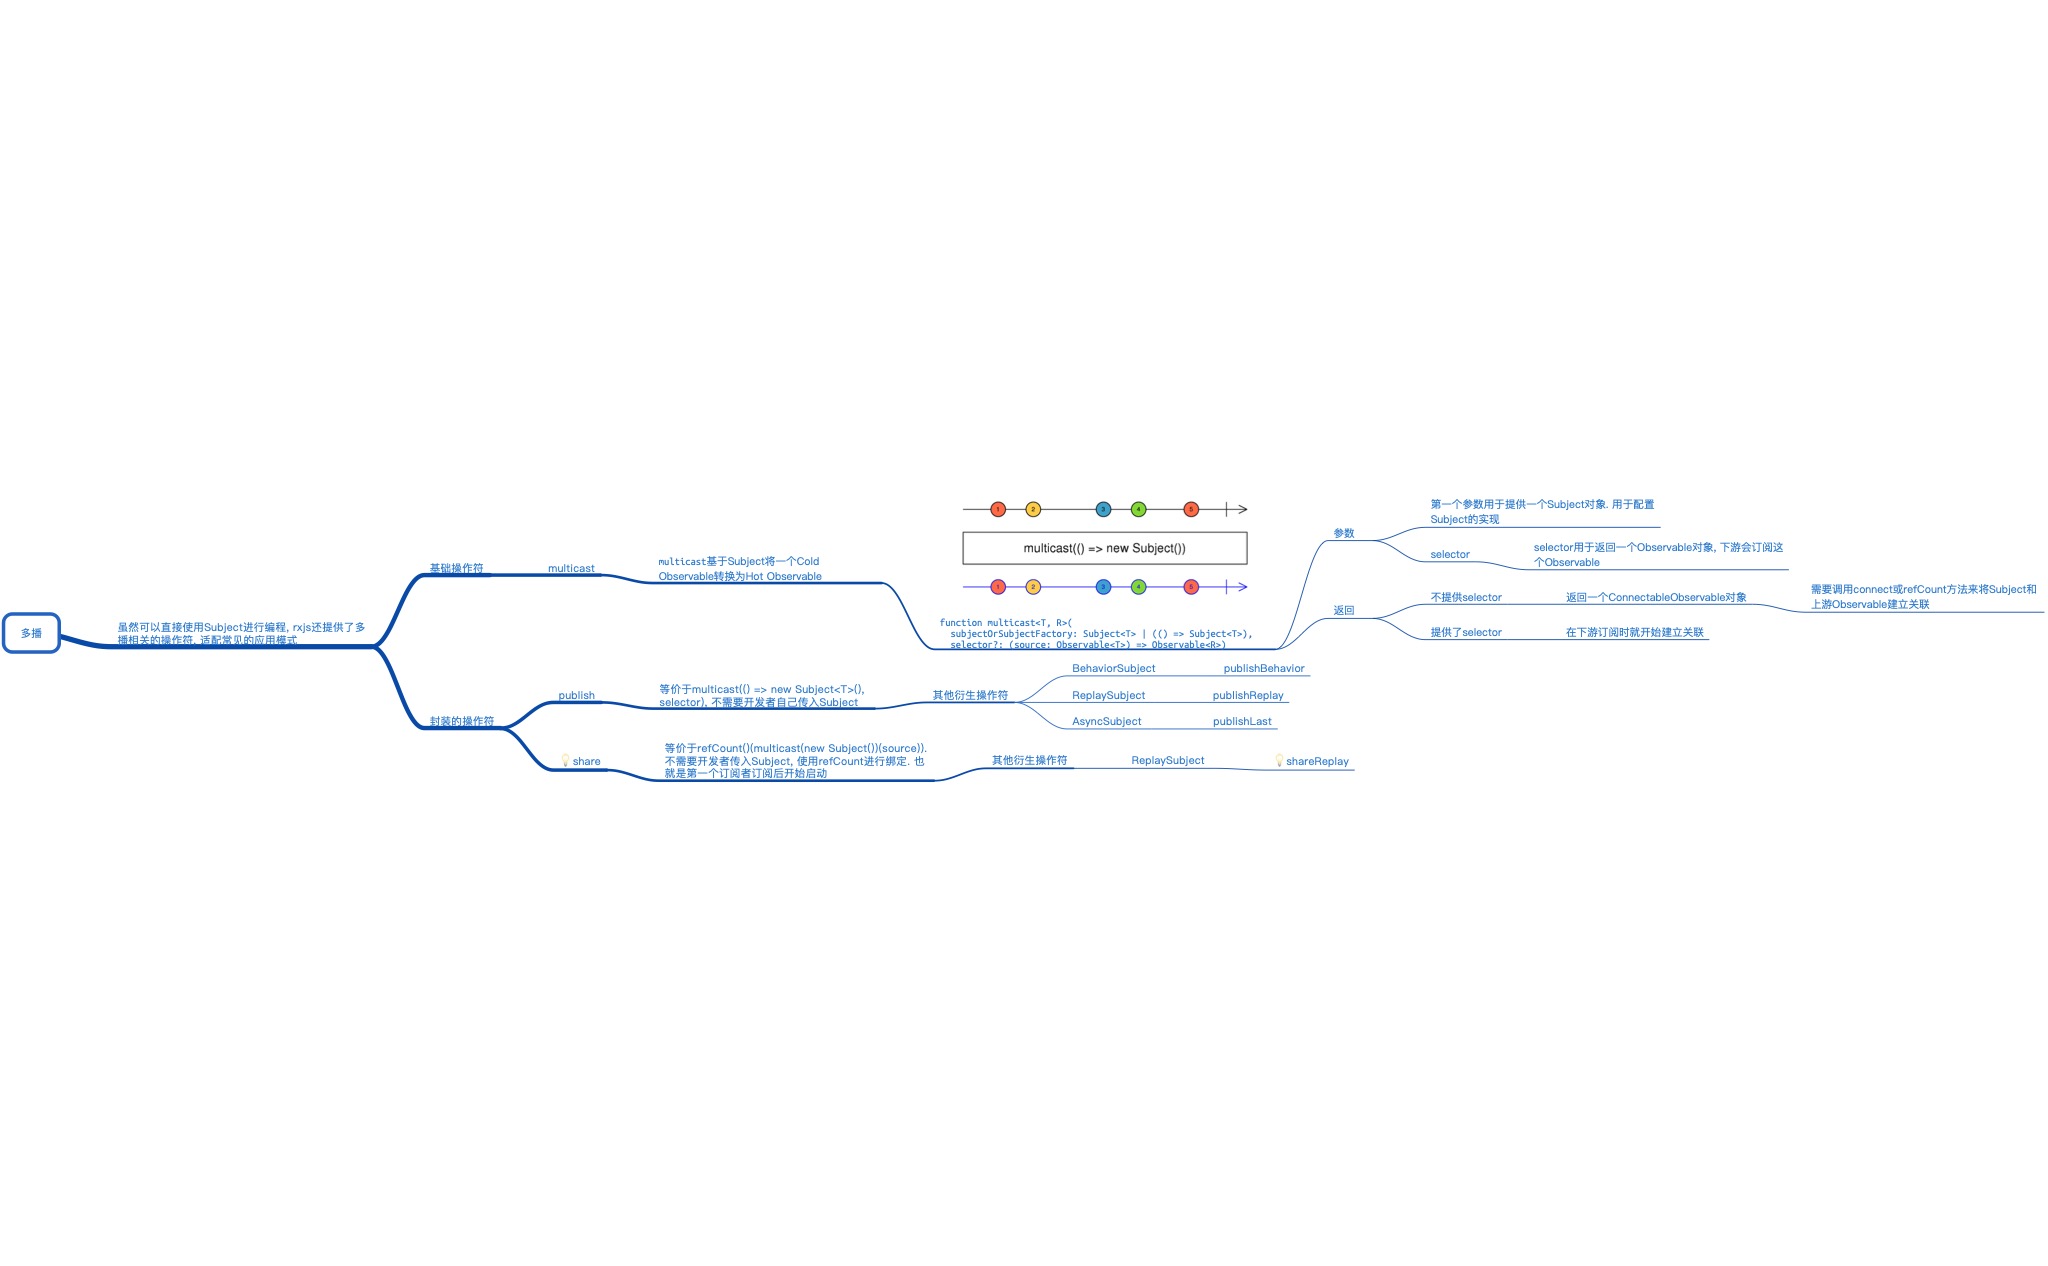 多播
虽然可以直接使用Subject进行编程, rxjs还提供了多
播相关的操作符, 适配常见的应用模式
基础操作符
multicast
multicast基于Subject将一个Cold
Observable转换为Hot Observable
1 2 3 4 5
multicast(() => new Subject())
1 2 3 4 5
function multicast<T, R>(
subjectOrSubjectFactory: Subject<T> | (() => Subject<T>),
selector?: (source: Observable<T>) => Observable<R>)
参数
第一个参数用于提供一个Subject对象. 用于配置
Subject的实现
selector
selector用于返回一个Observable对象, 下游会订阅这
个Observable
返回
不提供selector
返回一个ConnectableObservable对象
需要调用connect或refCount方法来将Subject和
上游Observable建立关联
提供了selector
在下游订阅时就开始建立关联
封装的操作符
publish
等价于multicast(() => new Subject<T>(),
selector), 不需要开发者自己传入Subject
其他衍生操作符
BehaviorSubject
publishBehavior
ReplaySubject
publishReplay
AsyncSubject
publishLast
share
等价于refCount()(multicast(new Subject())(source)).
不需要开发者传入Subject, 使用refCount进行绑定. 也
就是第一个订阅者订阅后开始启动
其他衍生操作符
ReplaySubject
shareReplay